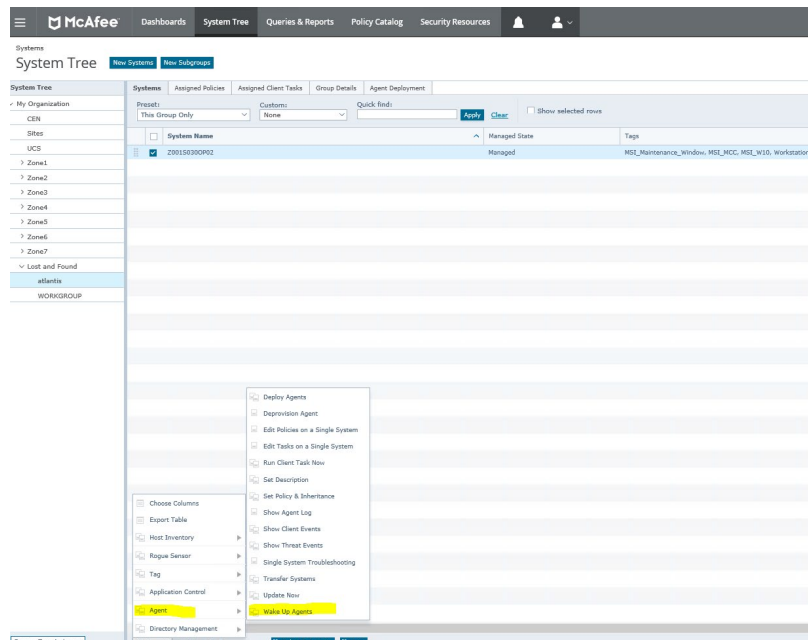 McAfee
Dashboards System Tree Queries & Reports Policy Catalog Security Resources
Systems
System Tree New Systems New Subgroups
System Tree
My Organization
CEN
Sites
UCS
Zone1
Zone2
Zone3
Zone4
Zone5
Zone6
Zone7
Lost and Found
atlantis
WORKGROUP
Systems Assigned Policies Assigned Client Tasks Group Details Agent Deployment
Preset: Custom: Quick find:
This Group Only None Apply Clear Show selected rows
System Name Managed State Tags
Managed MSI_Maintenance_Window, MSI_MCC, MSI_W10, Workstation
Deploy Agents
Deprovision Agent
Edit Policies on a Single System
Edit Tasks on a Single System
Run Client Task Now
Set Description
Set Policy & Inheritance
Show Agent Log
Show Client Events
Show Threat Events
Single System Troubleshooting
Transfer Systems
Update Now
Wake Up Agents
Choose Columns
Export Table
Host Inventory
Rogue Sensor
Tag
Application Control
Agent
Directory Management